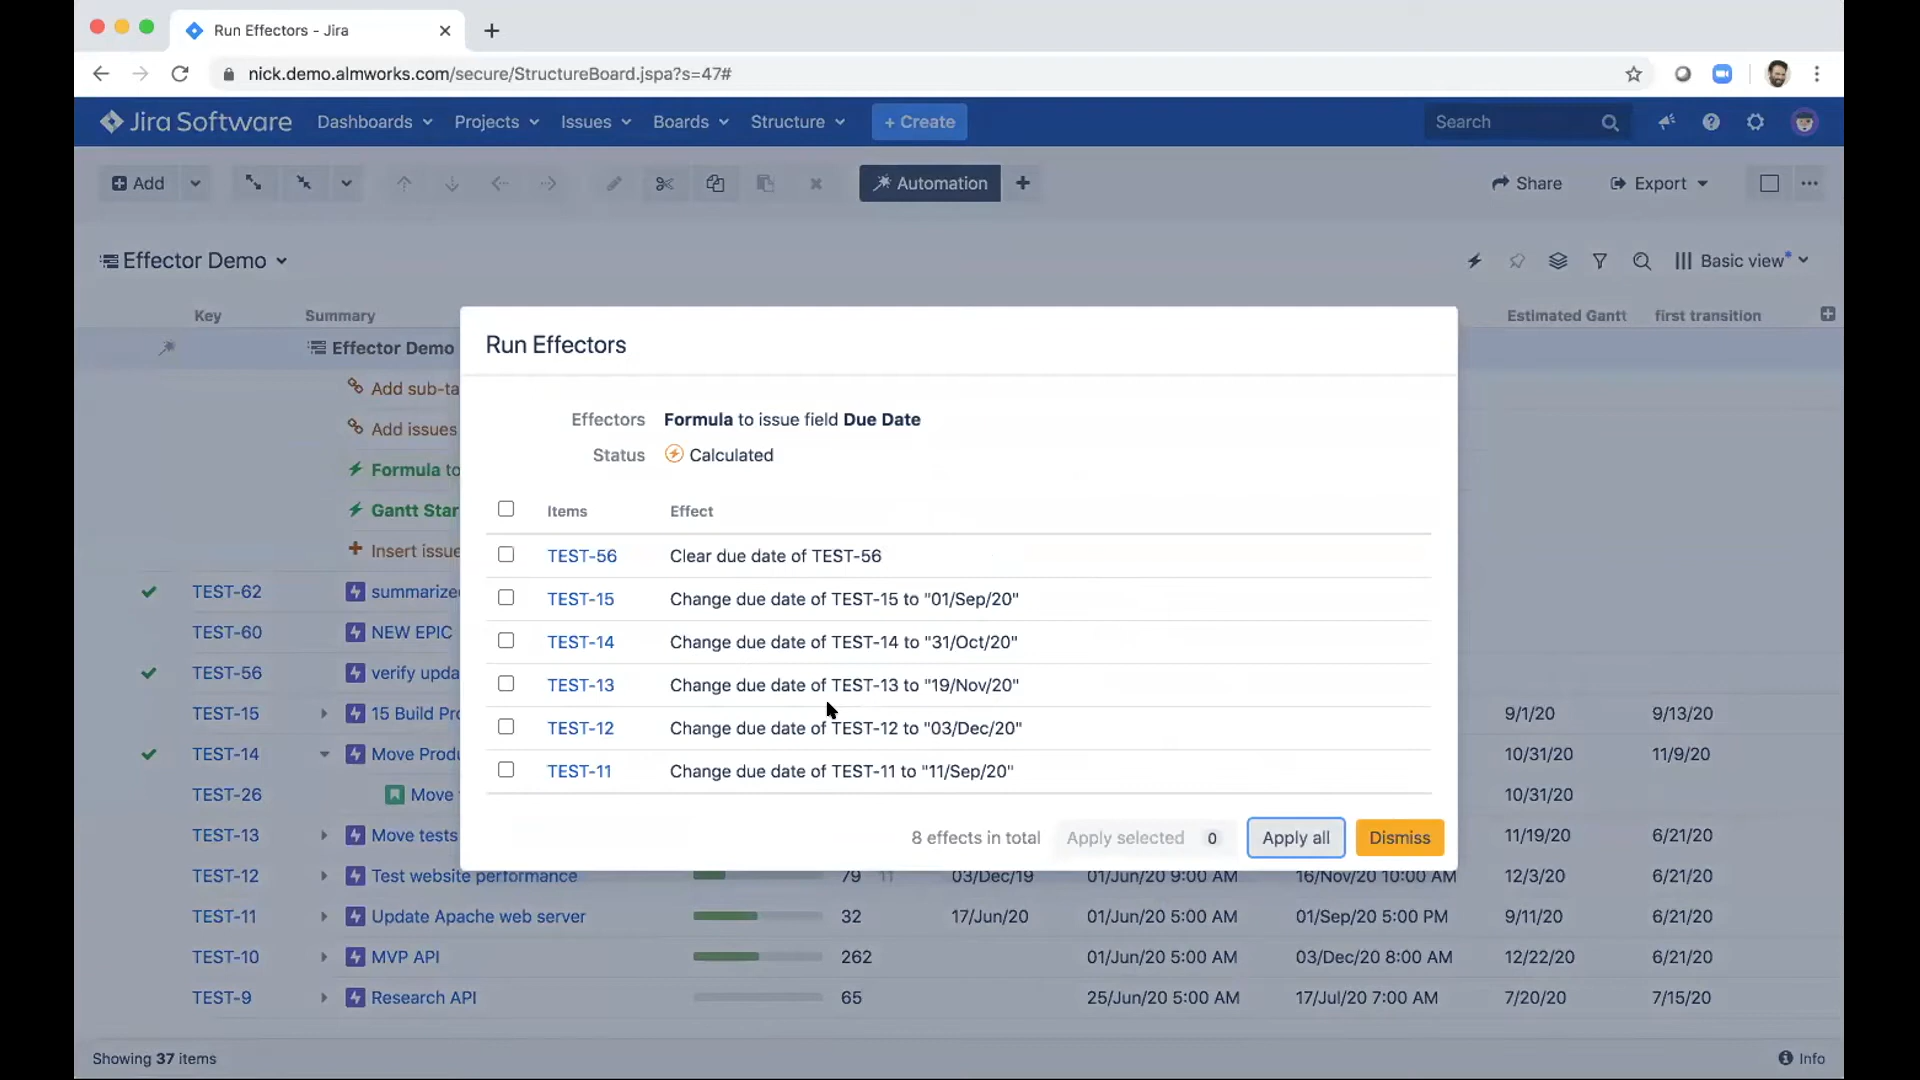 Run Effectors - Jira
nick.demo.almworks.com/secure/StructureBoard.jspa?s=47#
Jira Software Dashboards Projects Issues Boards Structure + Create Search
Add Automation Share Export
Effector Demo Basic view*
Key Summary Estimated Gantt first transition
Effector Demo
Add sub-ta
Add issues
Formula to
Gantt Star
Insert issue
TEST-62 summarize
TEST-60 NEW EPIC
TEST-56 verify upda
TEST-15 15 Build Pro 9/1/20 9/13/20
TEST-14 Move Produ 10/31/20 11/9/20
TEST-26 Move 10/31/20
TEST-13 Move tests 11/19/20 6/21/20
TEST-12 Test website performance 79 11 03/Dec/19 01/Jun/20 9:00 AM 16/Nov/20 10:00 AM 12/3/20 6/21/20
TEST-11 Update Apache web server 32 17/Jun/20 01/Jun/20 5:00 AM 01/Sep/20 5:00 PM 9/11/20 6/21/20
TEST-10 MVP API 262 01/Jun/20 5:00 AM 03/Dec/20 8:00 AM 12/22/20 6/21/20
TEST-9 Research API 65 25/Jun/20 5:00 AM 17/Jul/20 7:00 AM 7/20/20 7/15/20
Showing 37 items Info
Run Effectors
Effectors Formula to issue field Due Date
Status Calculated
Items Effect
TEST-56 Clear due date of TEST-56
TEST-15 Change due date of TEST-15 to "01/Sep/20"
TEST-14 Change due date of TEST-14 to "31/Oct/20"
TEST-13 Change due date of TEST-13 to "19/Nov/20"
TEST-12 Change due date of TEST-12 to "03/Dec/20"
TEST-11 Change due date of TEST-11 to "11/Sep/20"
8 effects in total Apply selected 0 Apply all Dismiss